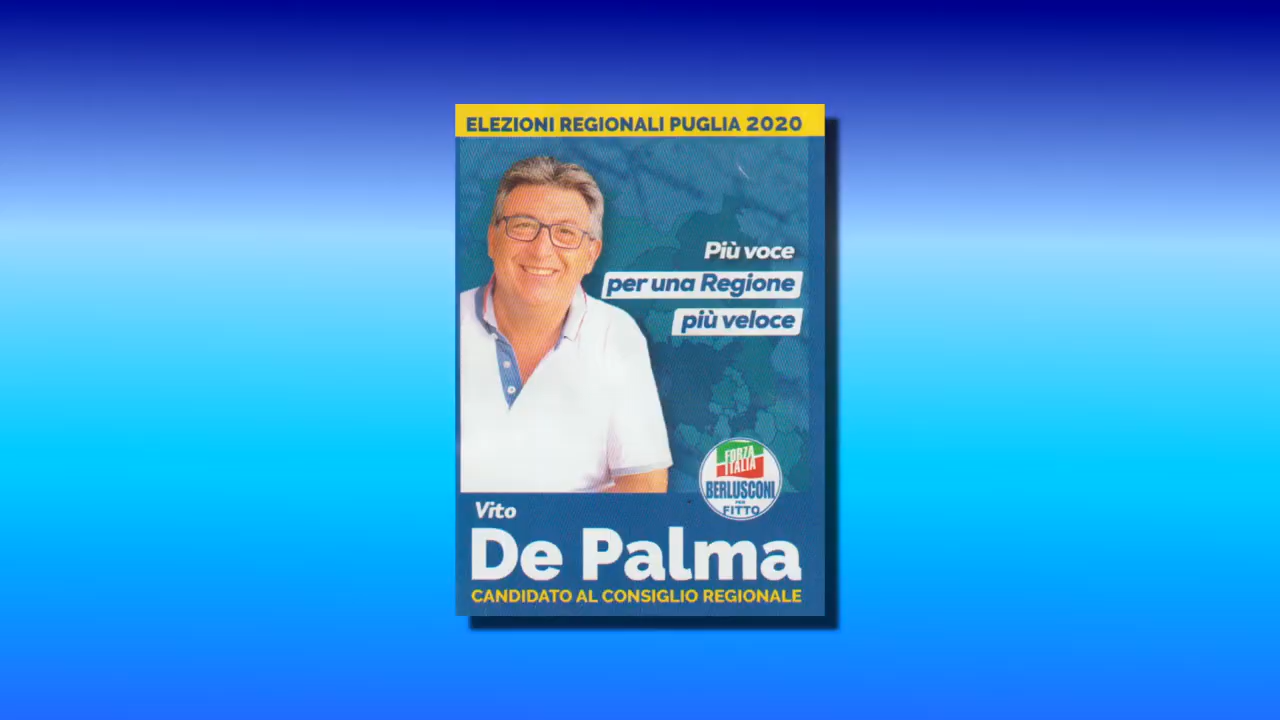 ELEZIONI REGIONALI PUGLIA 2020
Più voce
per una Regione
più veloce
FORZA
ITALIA
BERLUSCONI
PER
FITTO
Vito
De Palma
CANDIDATO AL CONSIGLIO REGIONALE